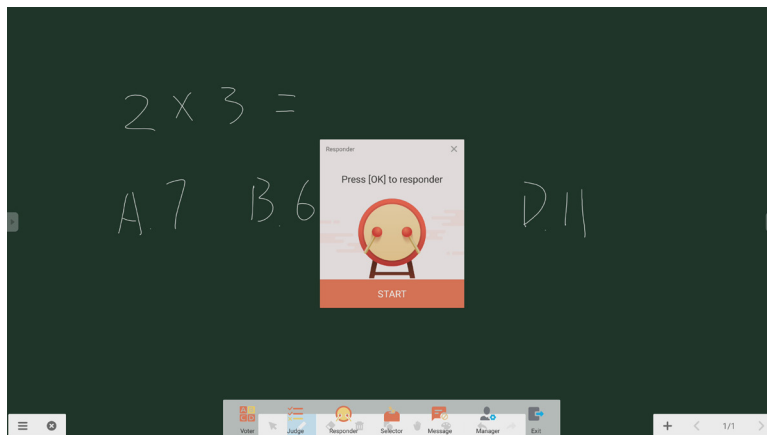 2 × 3 =
Responder
Press [OK] to responder
A.7 B.6 D.11
START
Voter Judge Responder Selector Message Manager Exit
1/1